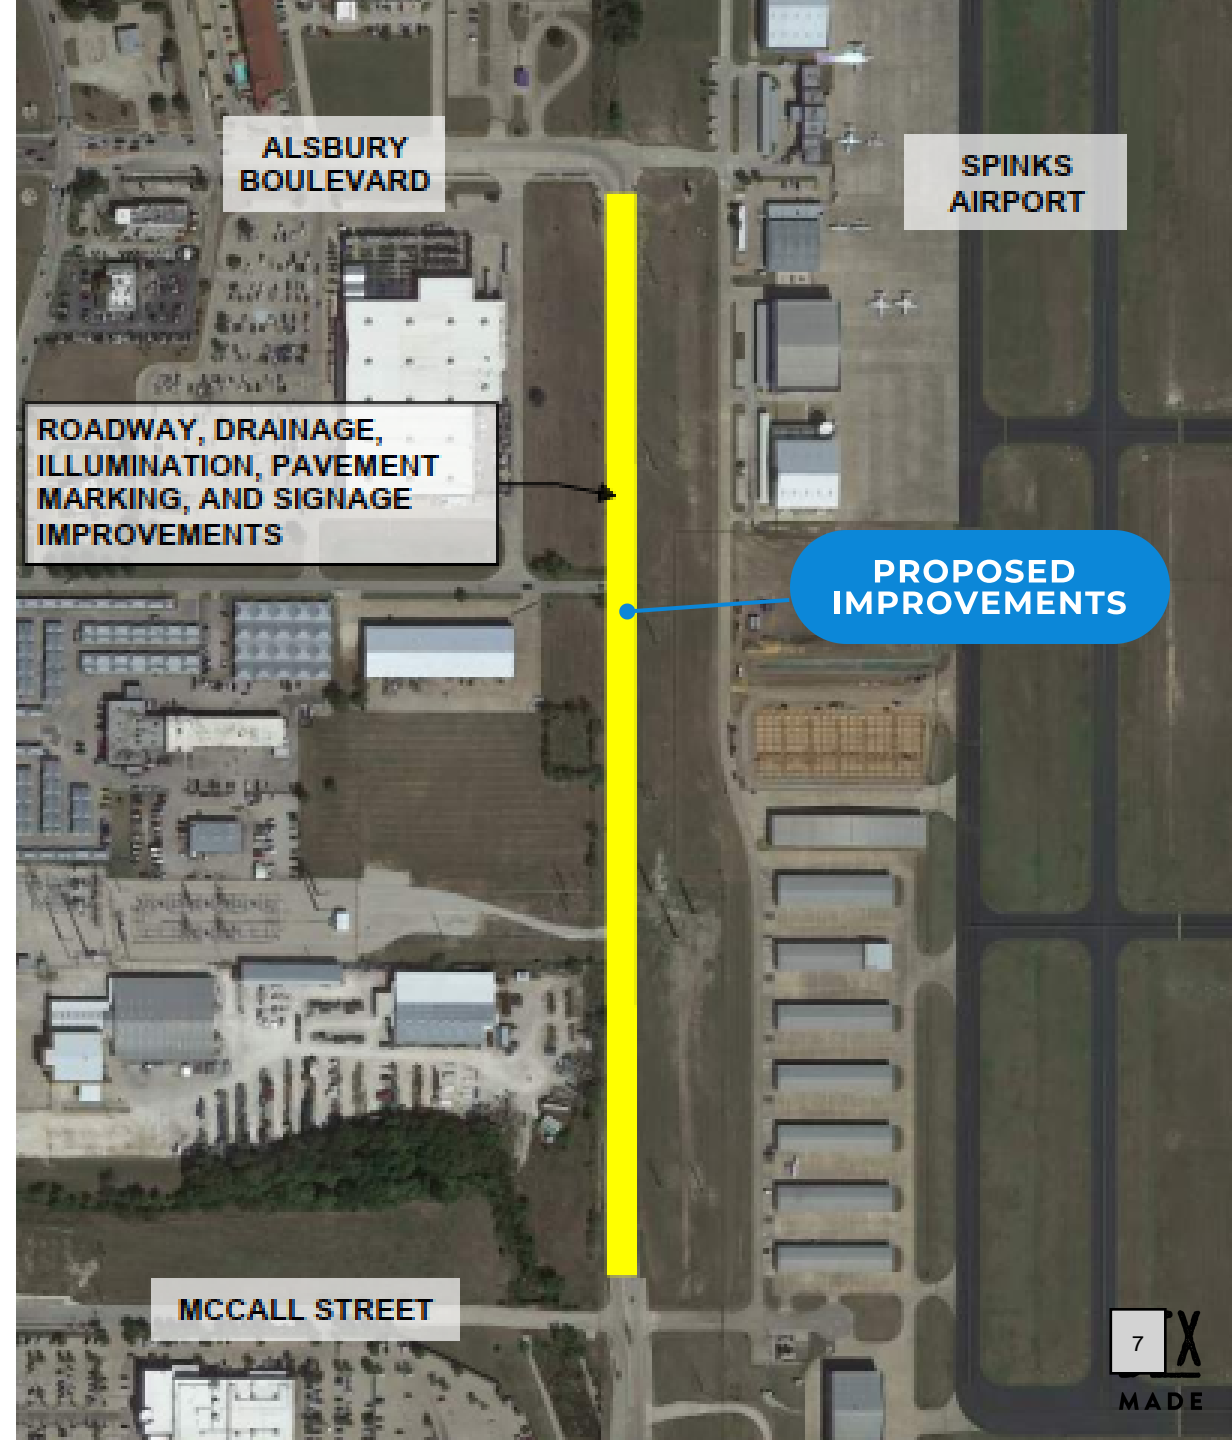 ALSBURY
BOULEVARD
SPINKS
AIRPORT
ROADWAY, DRAINAGE,
ILLUMINATION, PAVEMENT
MARKING, AND SIGNAGE
IMPROVEMENTS
PROPOSED
IMPROVEMENTS
MCCALL STREET
7
MADE